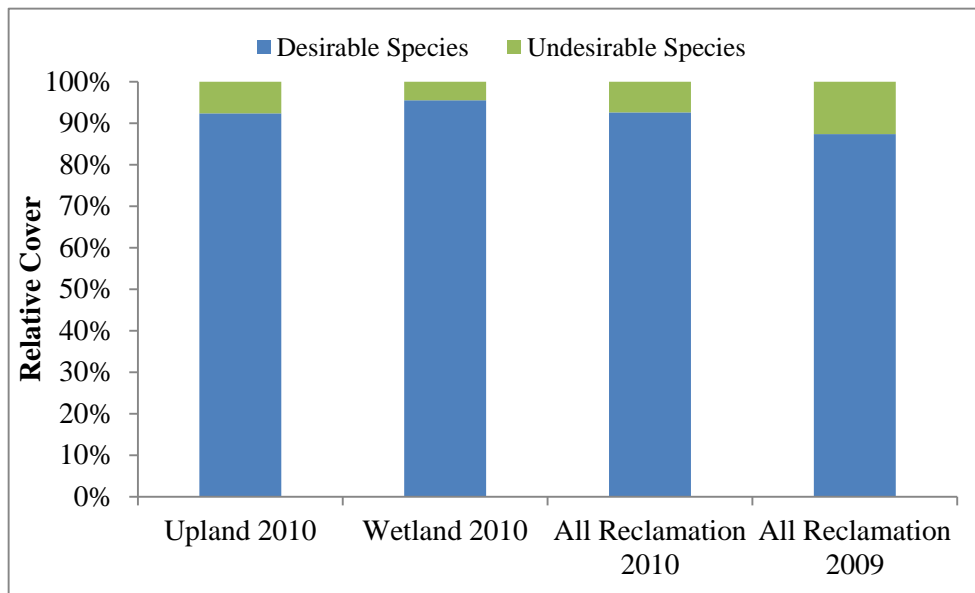 Desirable Species
Undesirable Species
100%
90%
80%
70%
60%
50%
40%
30%
20%
10%
0%
Relative Cover
Upland 2010
Wetland 2010
All Reclamation
2010
All Reclamation
2009